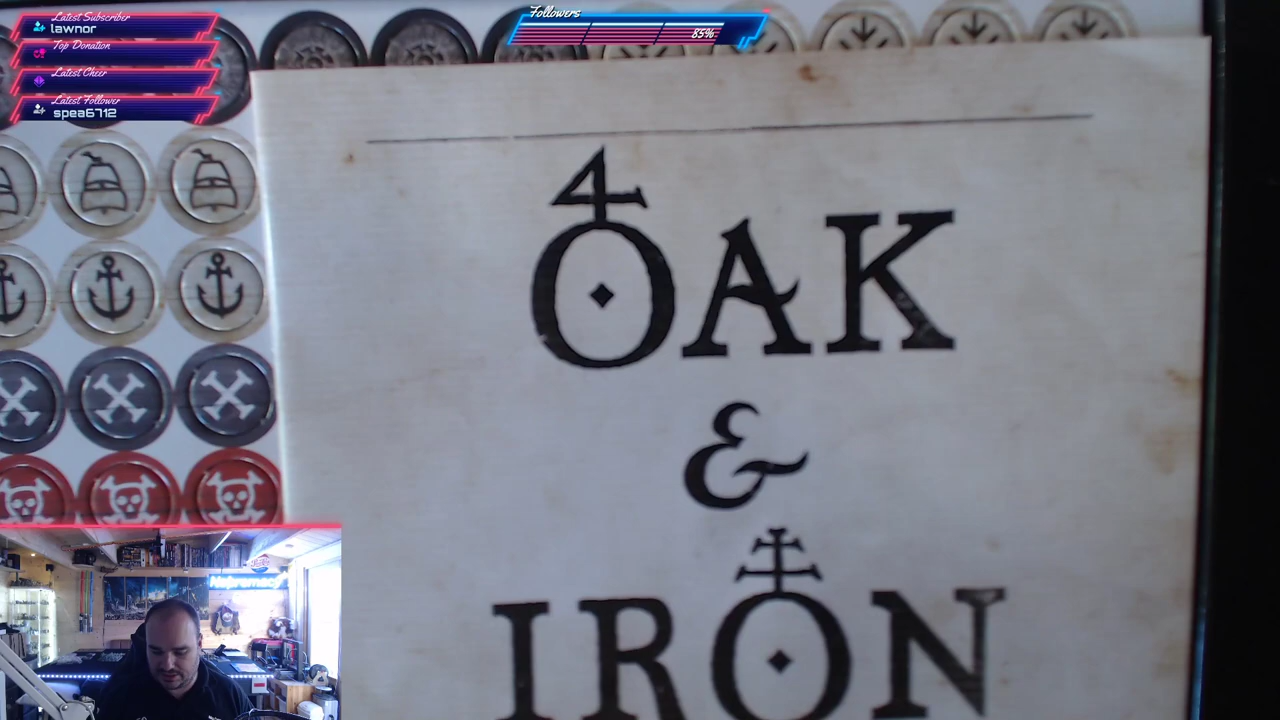 Latest Subscriber
lawnor
Top Donation
Latest Cheer
Latest Follower
spea6712
Followers
85%
OAK
&
IRON